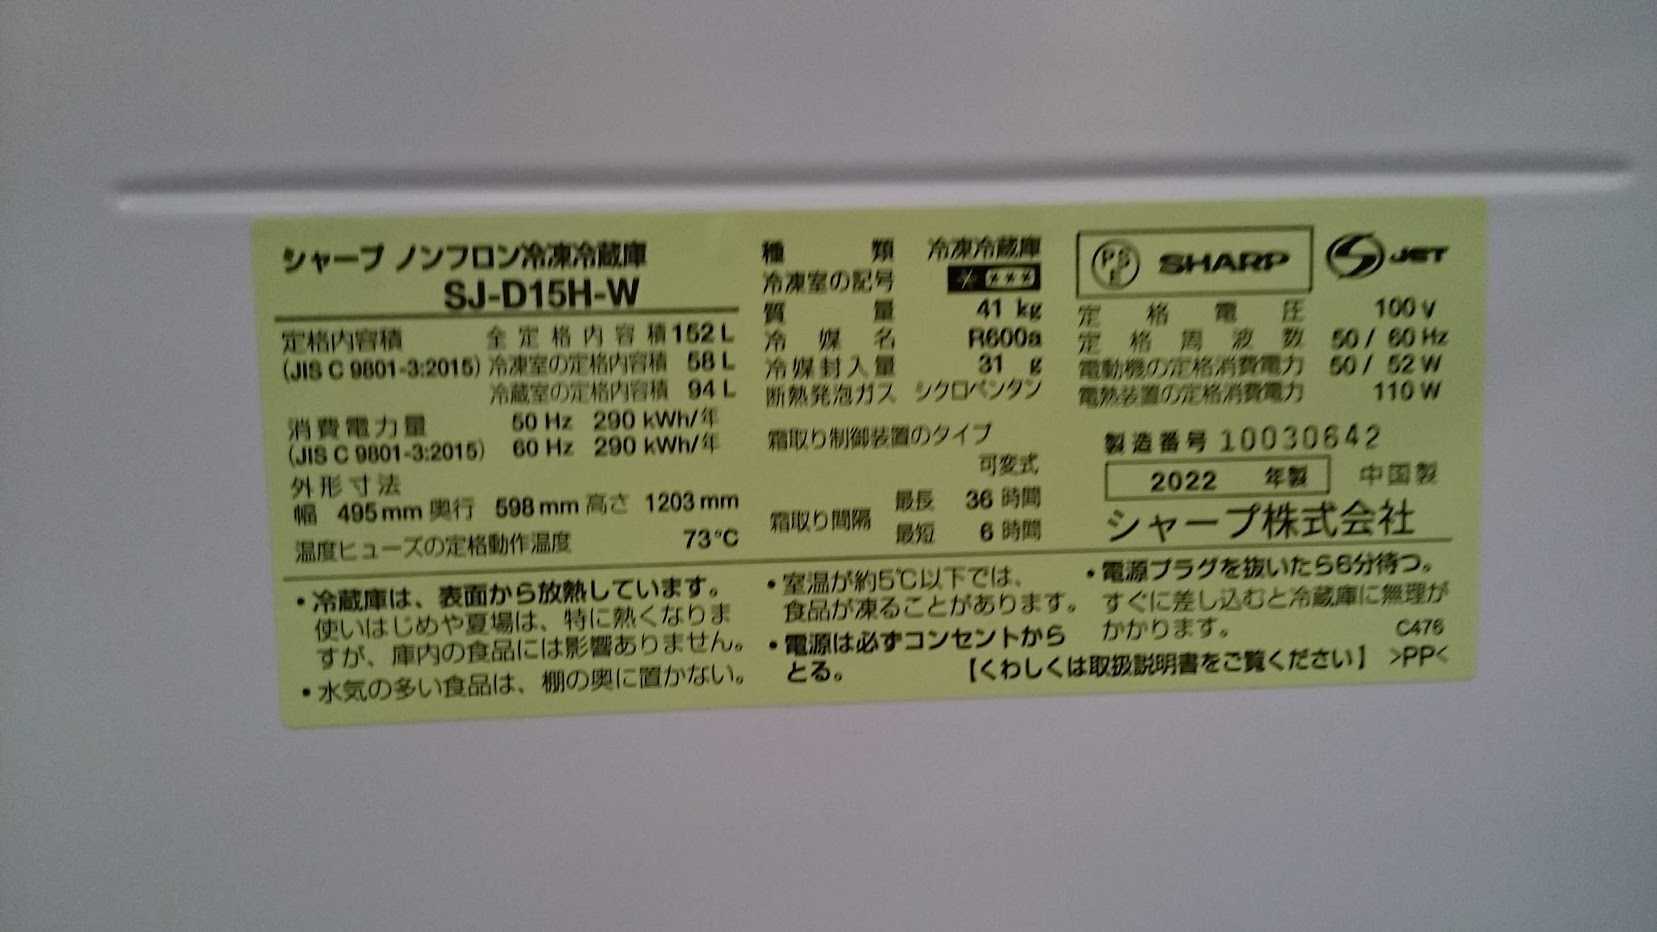 シャープ ノンフロン冷凍冷蔵庫
SJ-D15H-W
定格内容積 全定格内容積 152 L
(JIS C 9801-3:2015) 冷凍室の定格内容積 58 L
冷蔵室の定格内容積 94 L
消費電力量 50 Hz 290 kWh/年
(JIS C 9801-3:2015) 60 Hz 290 kWh/年
外形寸法
幅 495 mm 奥行 598 mm 高さ 1203 mm
温度ヒューズの定格動作温度 73℃
種類 冷凍冷蔵庫
冷凍室の記号 * ***
質量 41 kg
冷媒名 R600a
冷媒封入量 31 g
断熱発泡ガス シクロペンタン
霜取り制御装置のタイプ
可変式
霜取り間隔 最長 36 時間
最短 6 時間
PSE SHARP S JET
定格電圧 100 V
定格周波数 50 / 60 Hz
電動機の定格消費電力 50 / 52 W
電熱装置の定格消費電力 110 W
製造番号 10030642
2022 年製 中国製
シャープ株式会社
・冷蔵庫は、表面から放熱しています。
使いはじめや夏場は、特に熱くなりま
すが、庫内の食品には影響ありません。
・水気の多い食品は、棚の奥に置かない。
・室温が約5℃以下では、
食品が凍ることがあります。
・電源は必ずコンセントから
とる。
・電源プラグを抜いたら6分待つ。
すぐに差し込むと冷蔵庫に無理が
かかります。
C476
【くわしくは取扱説明書をご覧ください】 >PP<